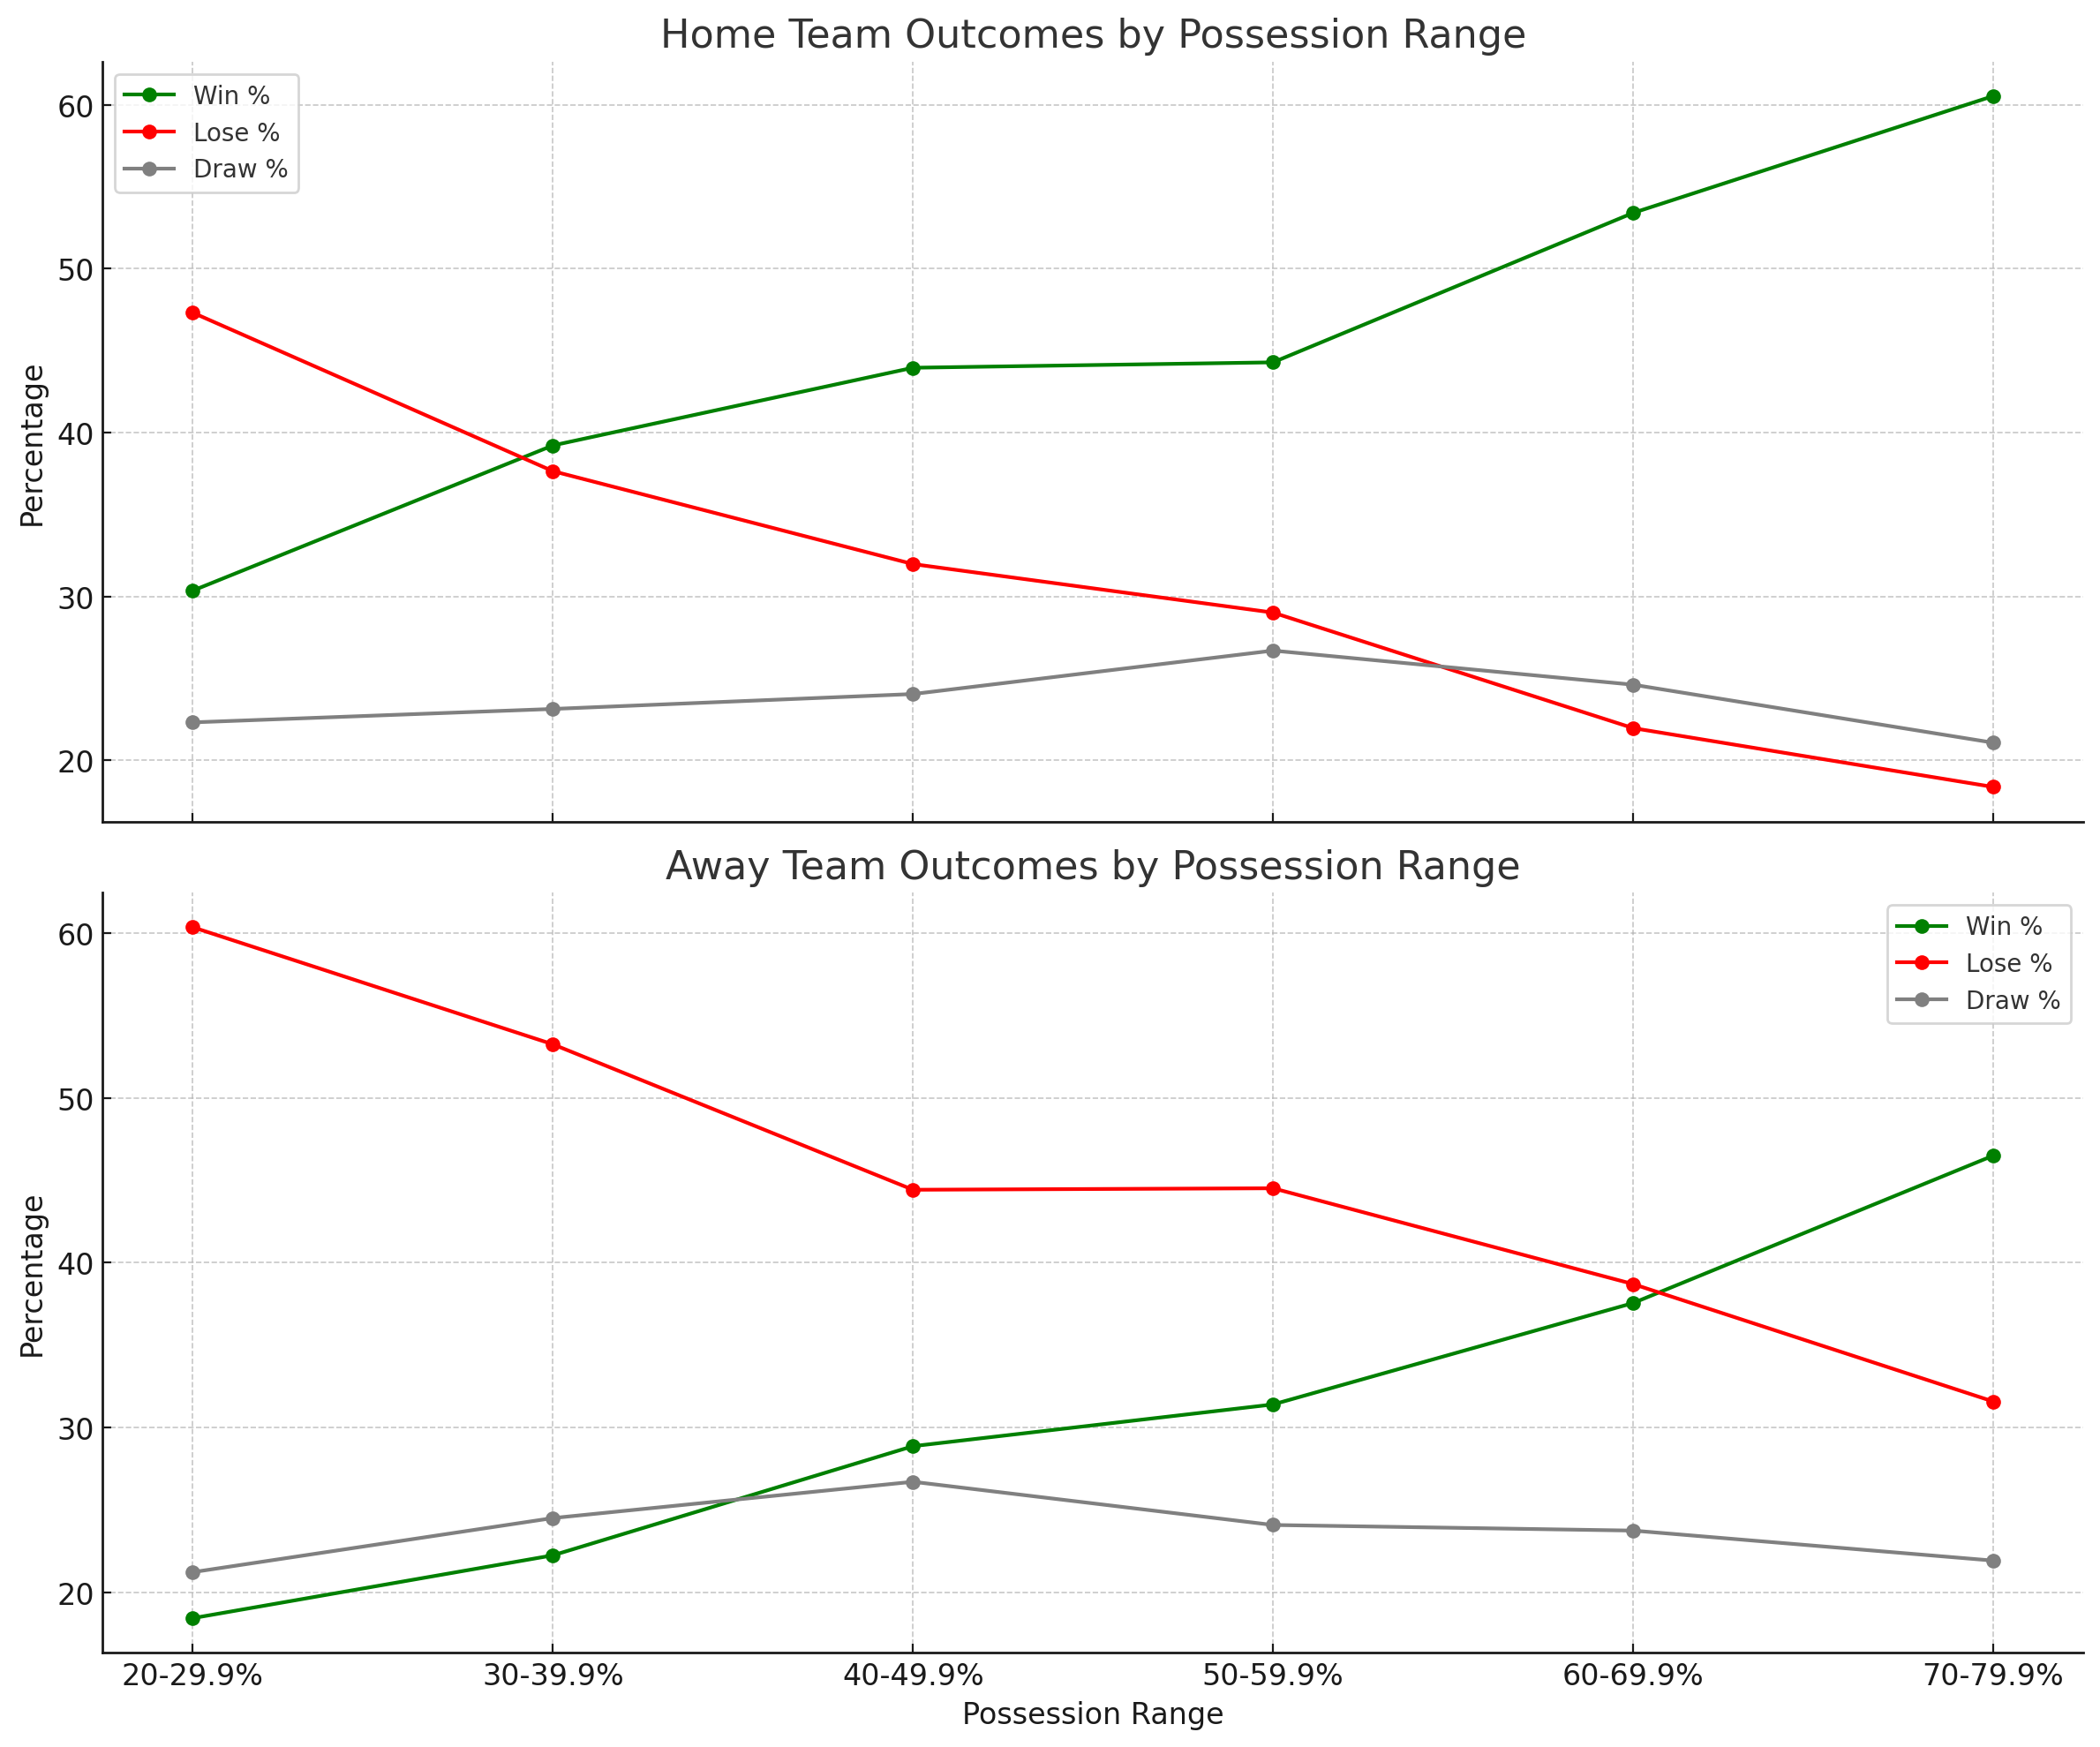 Home Team Outcomes by Possession Range
Win %
Lose %
Draw %
60
50
40
30
20
Percentage
Away Team Outcomes by Possession Range
Win %
Lose %
Draw %
60
50
40
30
20
Percentage
20-29.9%
30-39.9%
40-49.9%
50-59.9%
60-69.9%
70-79.9%
Possession Range